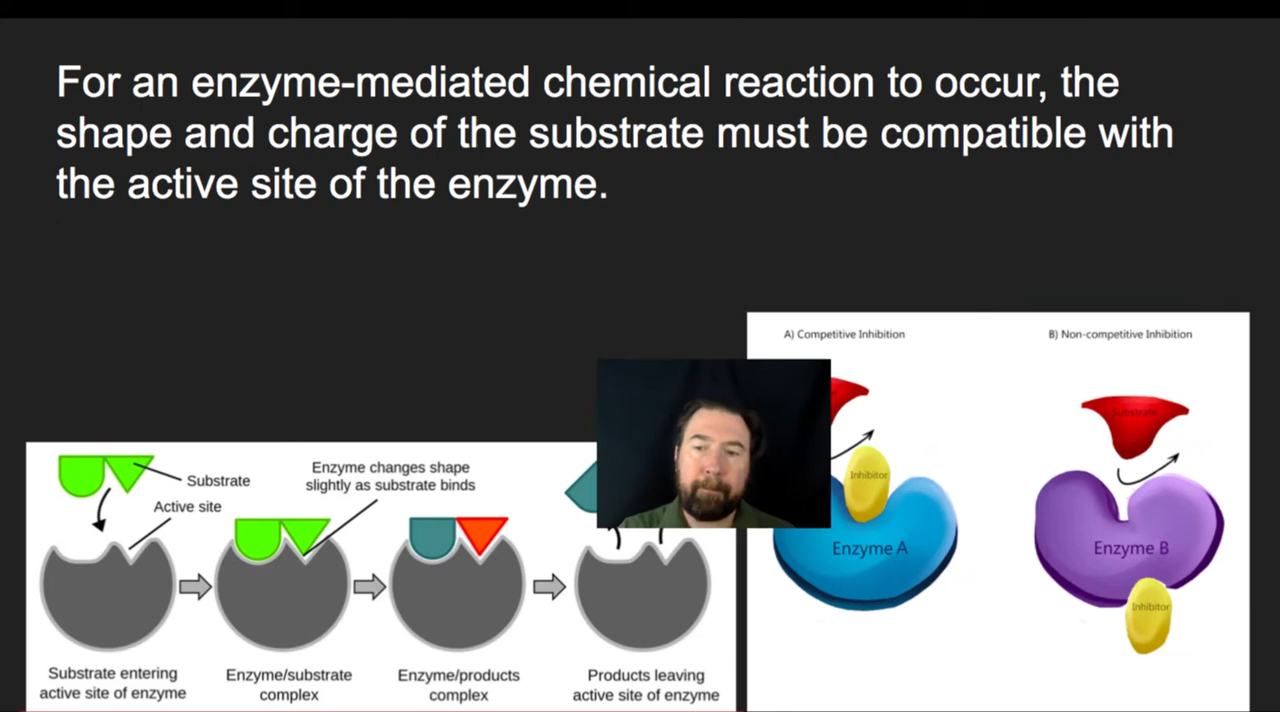 For an enzyme-mediated chemical reaction to occur, the
shape and charge of the substrate must be compatible with
the active site of the enzyme.
Substrate
Active site
Enzyme changes shape
slightly as substrate binds
Substrate entering
active site of enzyme
Enzyme/substrate
complex
Enzyme/products
complex
Products leaving
active site of enzyme
A) Competitive Inhibition
Inhibitor
Enzyme A
B) Non-competitive Inhibition
Substrate
Enzyme B
Inhibitor